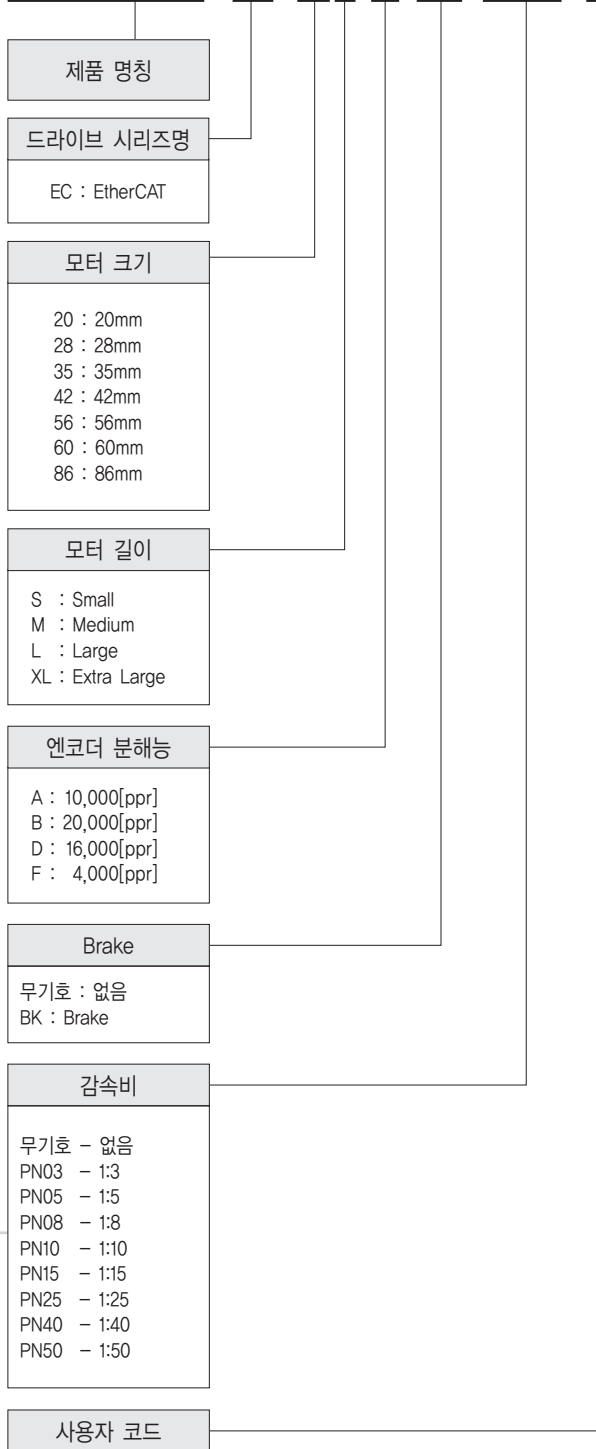 제품 명칭
드라이브 시리즈명
EC : EtherCAT
모터 크기
20 : 20mm
28 : 28mm
35 : 35mm
42 : 42mm
56 : 56mm
60 : 60mm
86 : 86mm
모터 길이
S : Small
M : Medium
L : Large
XL : Extra Large
엔코더 분해능
A : 10,000[ppr]
B : 20,000[ppr]
D : 16,000[ppr]
F : 4,000[ppr]
Brake
무기호 : 없음
BK : Brake
감속비
무기호 - 없음
PN03 - 1:3
PN05 - 1:5
PN08 - 1:8
PN10 - 1:10
PN15 - 1:15
PN25 - 1:25
PN40 - 1:40
PN50 - 1:50
사용자 코드